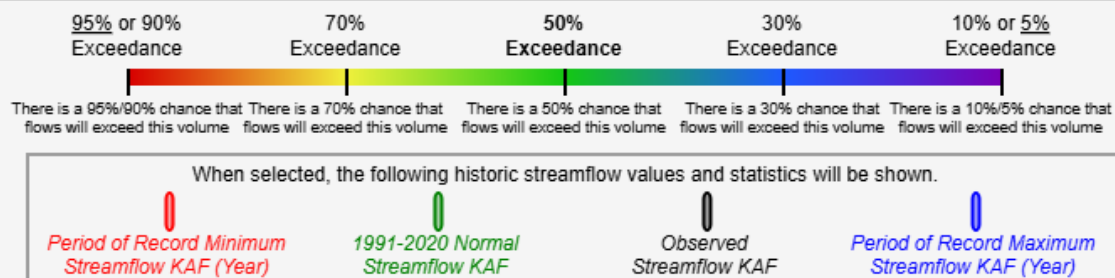 95% or 90% 70% 50% 30% 10% or 5%
Exceedance Exceedance Exceedance Exceedance Exceedance
There is a 95%/90% chance that There is a 70% chance that There is a 50% chance that There is a 30% chance that There is a 10%/5% chance that
flows will exceed this volume flows will exceed this volume flows will exceed this volume flows will exceed this volume flows will exceed this volume
When selected, the following historic streamflow values and statistics will be shown.
Period of Record Minimum 1991-2020 Normal Observed Period of Record Maximum
Streamflow KAF (Year) Streamflow KAF Streamflow KAF Streamflow KAF (Year)